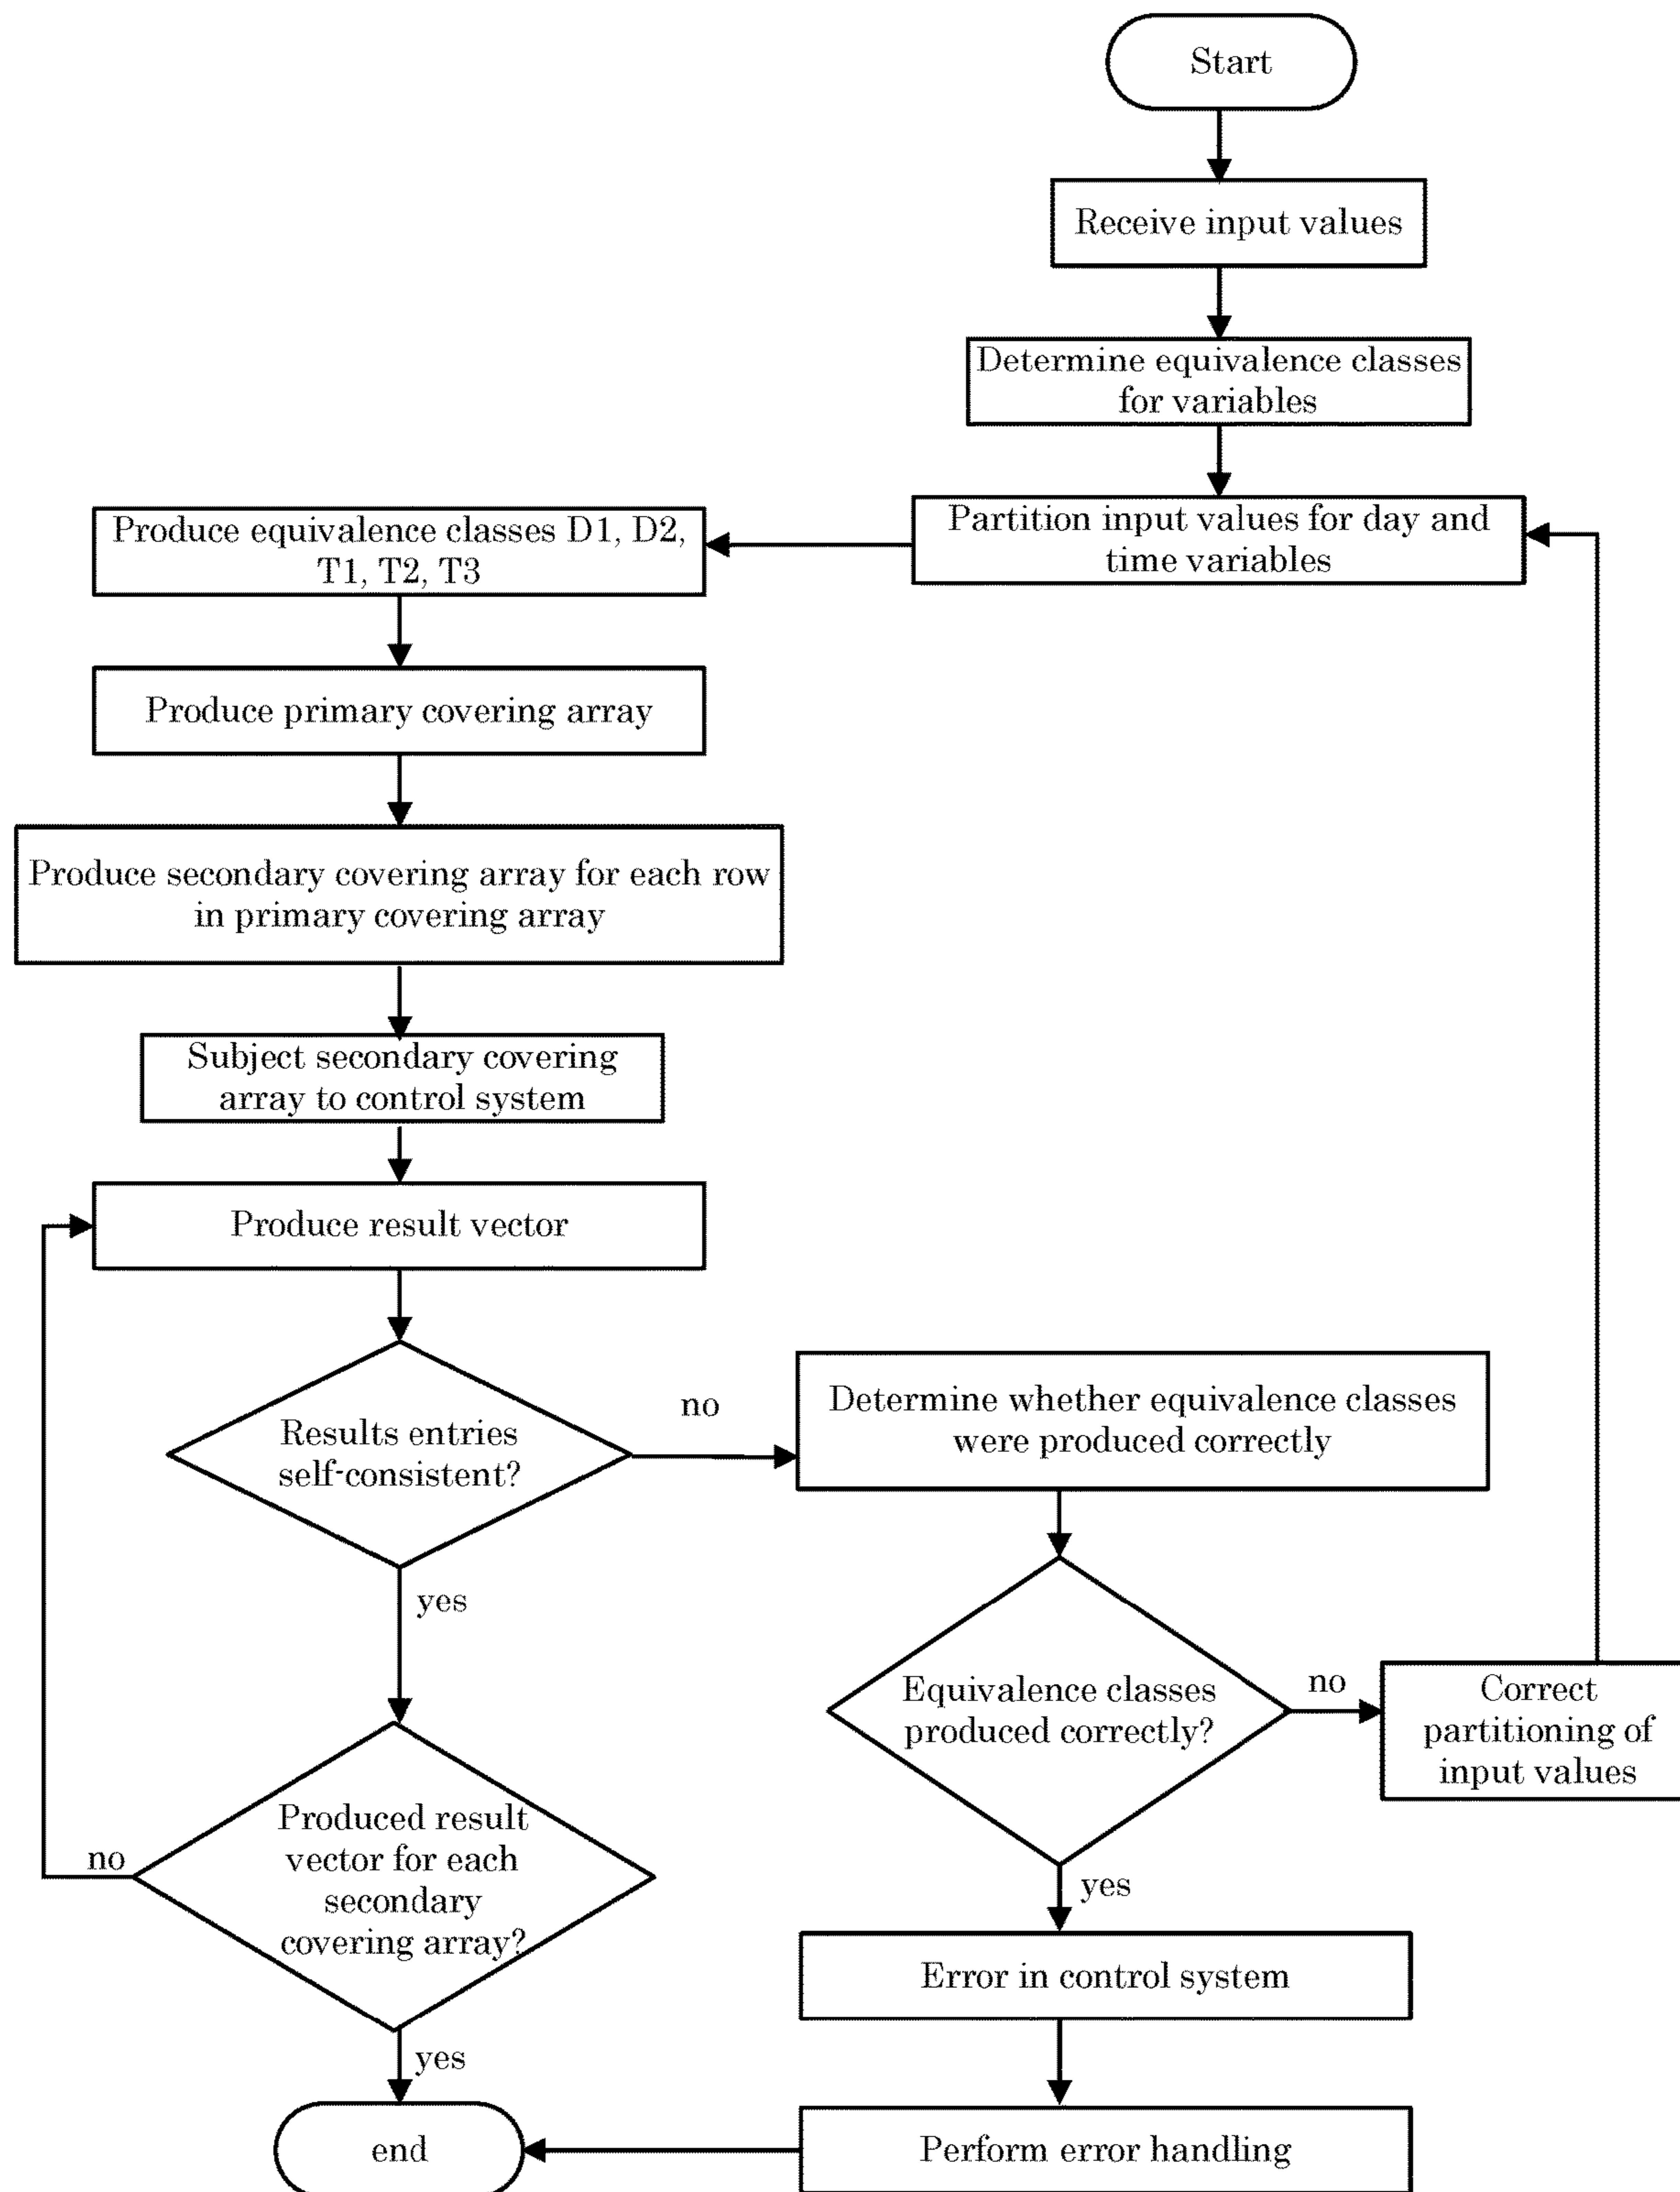 Start
Receive input values
Determine equivalence classes
for variables
Partition input values for day and
time variables
Produce equivalence classes D1, D2,
T1, T2, T3
Produce primary covering array
Produce secondary covering array for each row
in primary covering array
Subject secondary covering
array to control system
Produce result vector
Results entries
self-consistent?
no
yes
Determine whether equivalence classes
were produced correctly
Equivalence classes
produced correctly?
no
Correct
partitioning of
input values
yes
Produced result
vector for each
secondary
covering array?
no
yes
Error in control system
Perform error handling
end